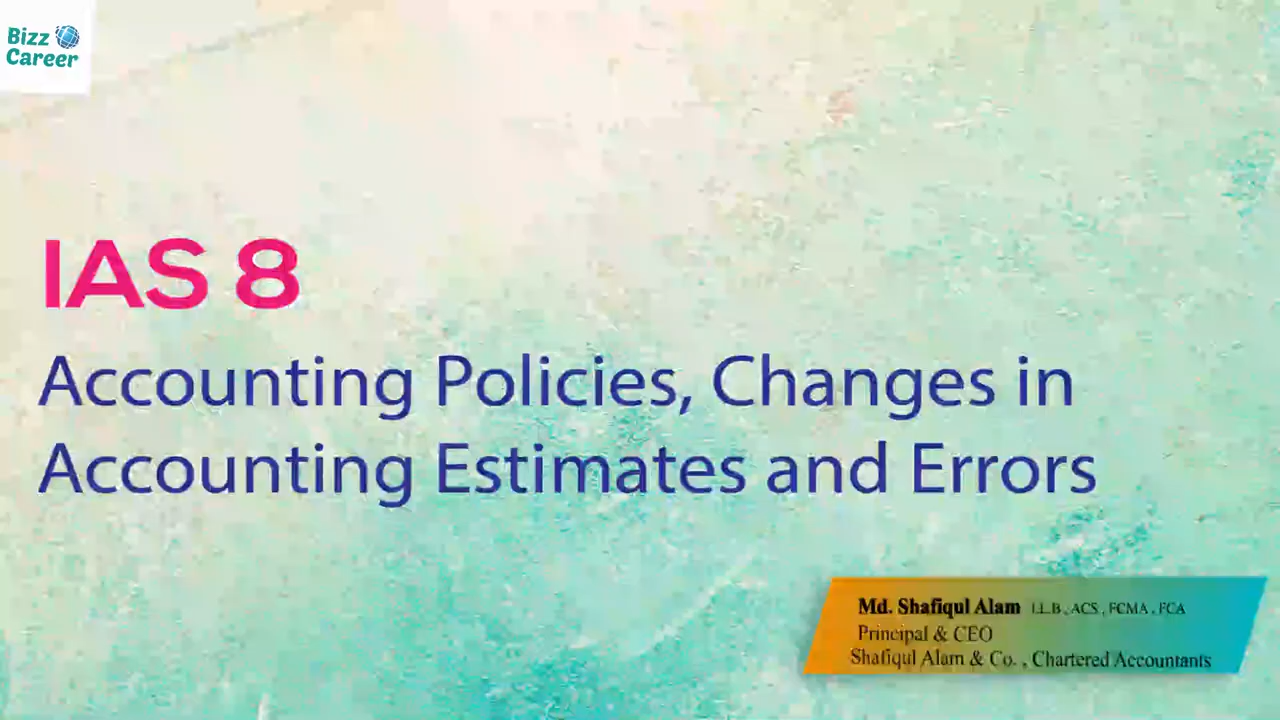 Bizz
Career
IAS 8
Accounting Policies, Changes in
Accounting Estimates and Errors
Md. Shafiqul Alam LL.B , ACS , FCMA , FCA
Principal & CEO
Shafiqul Alam & Co. , Chartered Accountants